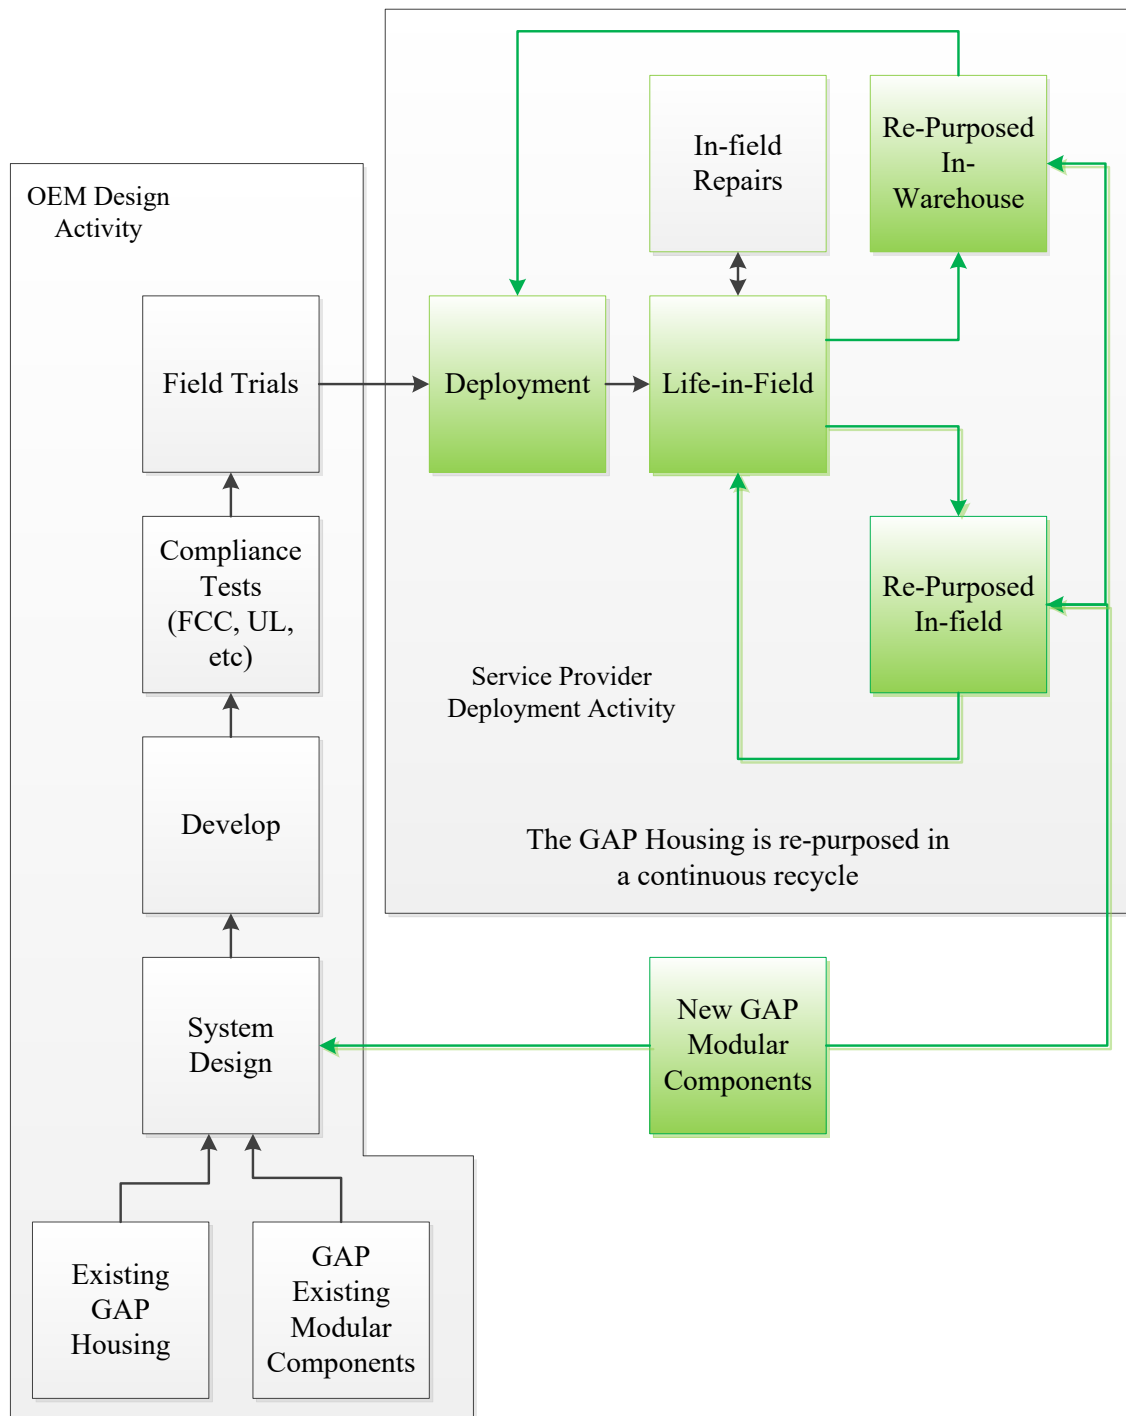 OEM Design
Activity
Field Trials
Compliance
Tests
(FCC, UL,
etc)
Develop
System
Design
Existing
GAP
Housing
GAP
Existing
Modular
Components
In-field
Repairs
Re-Purposed
In-
Warehouse
Deployment
Life-in-Field
Re-Purposed
In-field
Service Provider
Deployment Activity
The GAP Housing is re-purposed in
a continuous recycle
New GAP
Modular
Components